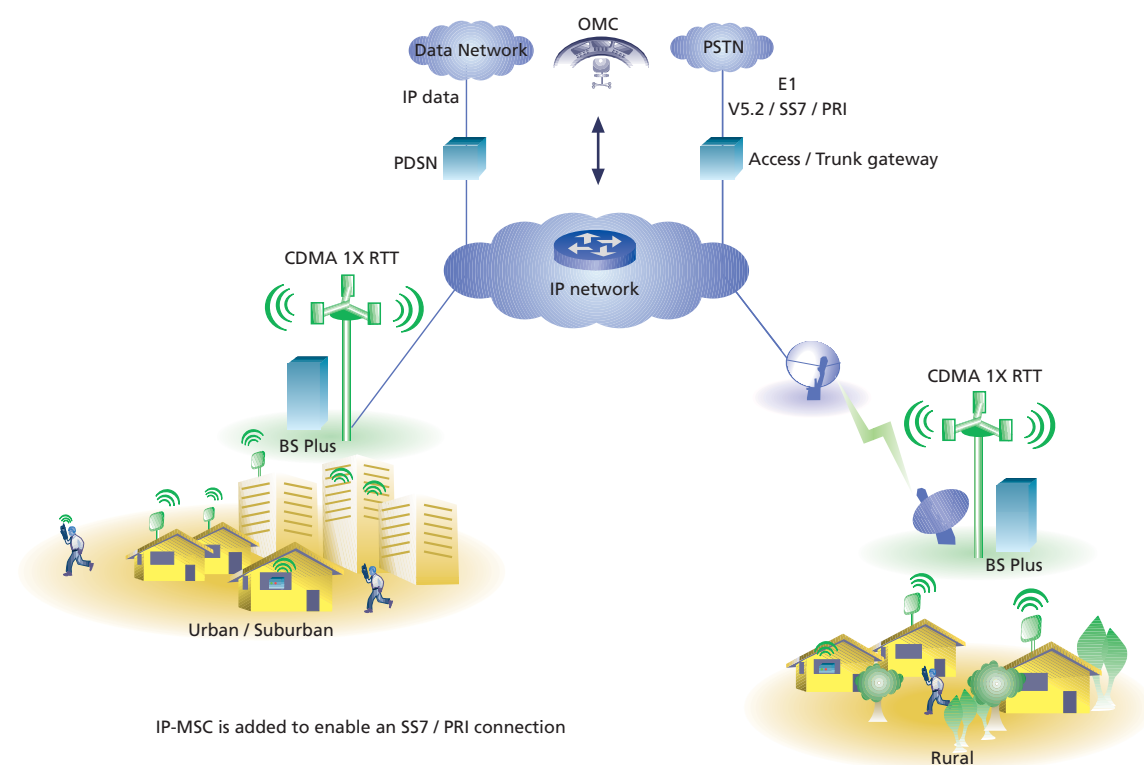 OMC
Data Network
PSTN
IP data
E1
V5.2 / SS7 / PRI
PDSN
Access / Trunk gateway
CDMA 1X RTT
IP network
CDMA 1X RTT
BS Plus
BS Plus
Urban / Suburban
IP-MSC is added to enable an SS7 / PRI connection
Rural